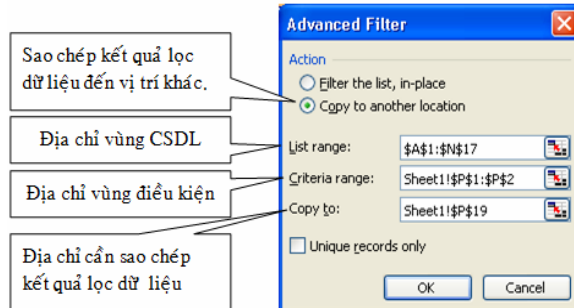 Sao chép kết quả lọc
dữ liệu đến vị trí khác.
Địa chỉ vùng CSDL
Địa chỉ vùng điều kiện
Địa chỉ cần sao chép
kết quả lọc dữ liệu
Advanced Filter
Action
Filter the list, in-place
Copy to another location
List range: $A$1:$N$17
Criteria range: Sheet1!$P$1:$P$2
Copy to: Sheet1!$P$19
Unique records only
OK Cancel